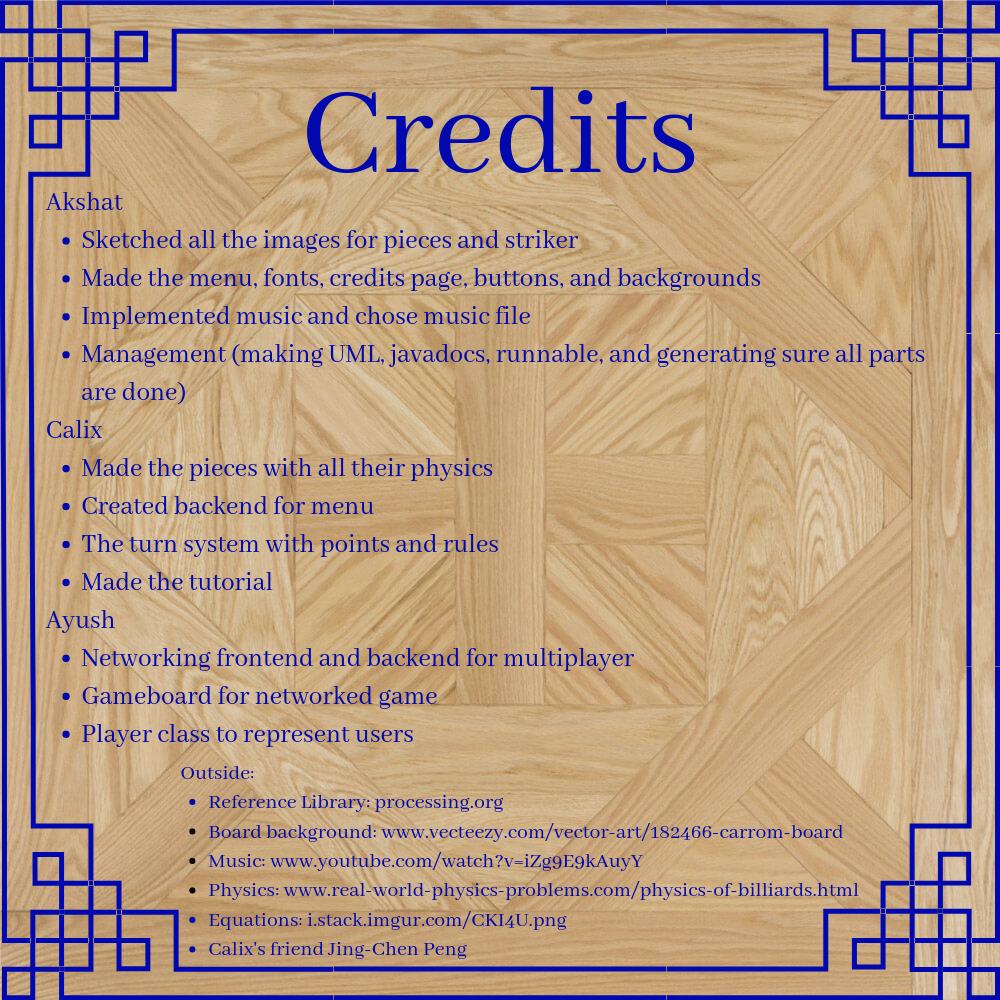 Credits
Akshat
• Sketched all the images for pieces and striker
• Made the menu, fonts, credits page, buttons, and backgrounds
• Implemented music and chose music file
• Management (making UML, javadocs, runnable, and generating sure all parts
are done)
Calix
• Made the pieces with all their physics
• Created backend for menu
• The turn system with points and rules
• Made the tutorial
Ayush
• Networking frontend and backend for multiplayer
• Gameboard for networked game
• Player class to represent users
Outside:
• Reference Library: processing.org
• Board background: www.vecteezy.com/vector-art/182466-carrom-board
• Music: www.youtube.com/watch?v=iZg9E9kAuyY
• Physics: www.real-world-physics-problems.com/physics-of-billiards.html
• Equations: i.stack.imgur.com/CKI4U.png
• Calix's friend Jing-Chen Peng